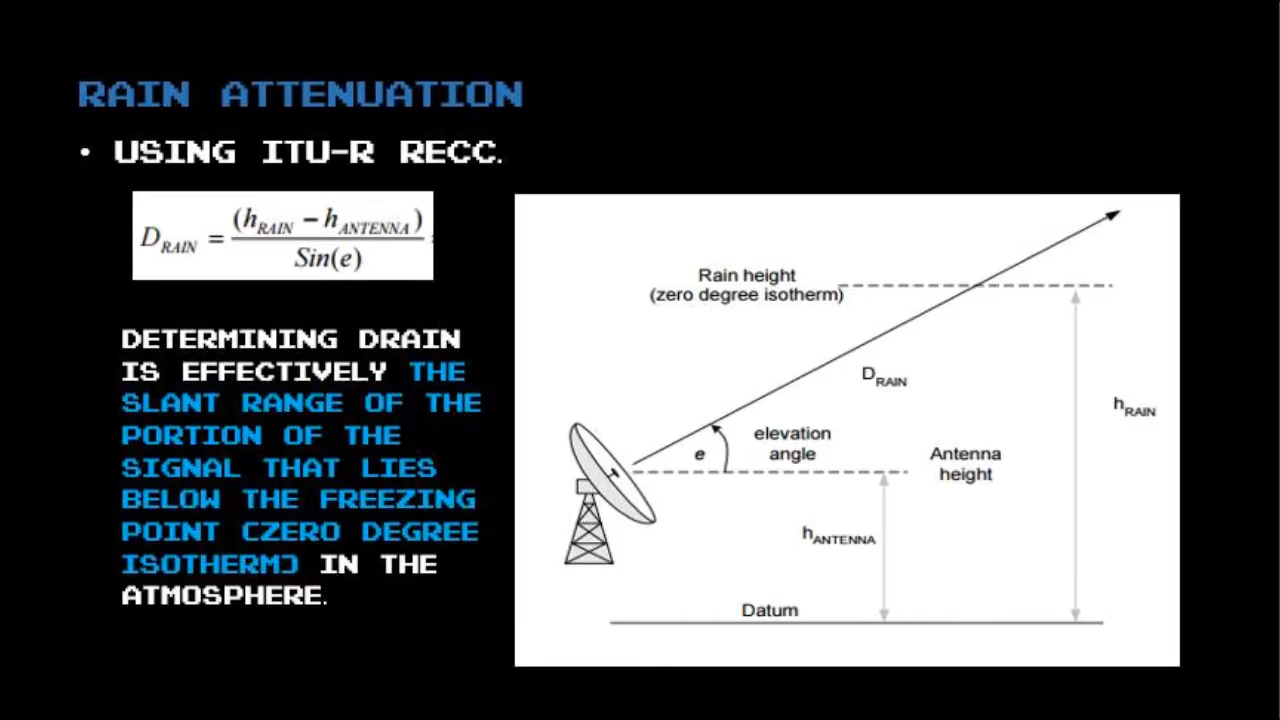 RAIN ATTENUATION
• USING ITU-R RECC.
D_RAIN = (h_RAIN − h_ANTENNA) / Sin(e)
DETERMINING DRAIN
IS EFFECTIVELY THE
SLANT RANGE OF THE
PORTION OF THE
SIGNAL THAT LIES
BELOW THE FREEZING
POINT (ZERO DEGREE
ISOTHERM) IN THE
ATMOSPHERE.
Rain height
(zero degree isotherm)
D_RAIN
h_RAIN
elevation
angle
e
Antenna
height
h_ANTENNA
Datum